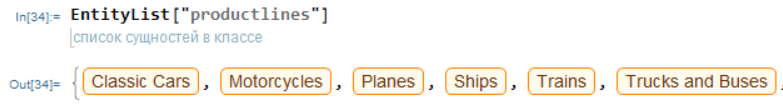 In[34]:= EntityList["productlines"]
список сущностей в классе
Out[34]= { Classic Cars , Motorcycles , Planes , Ships , Trains , Trucks and Buses ,